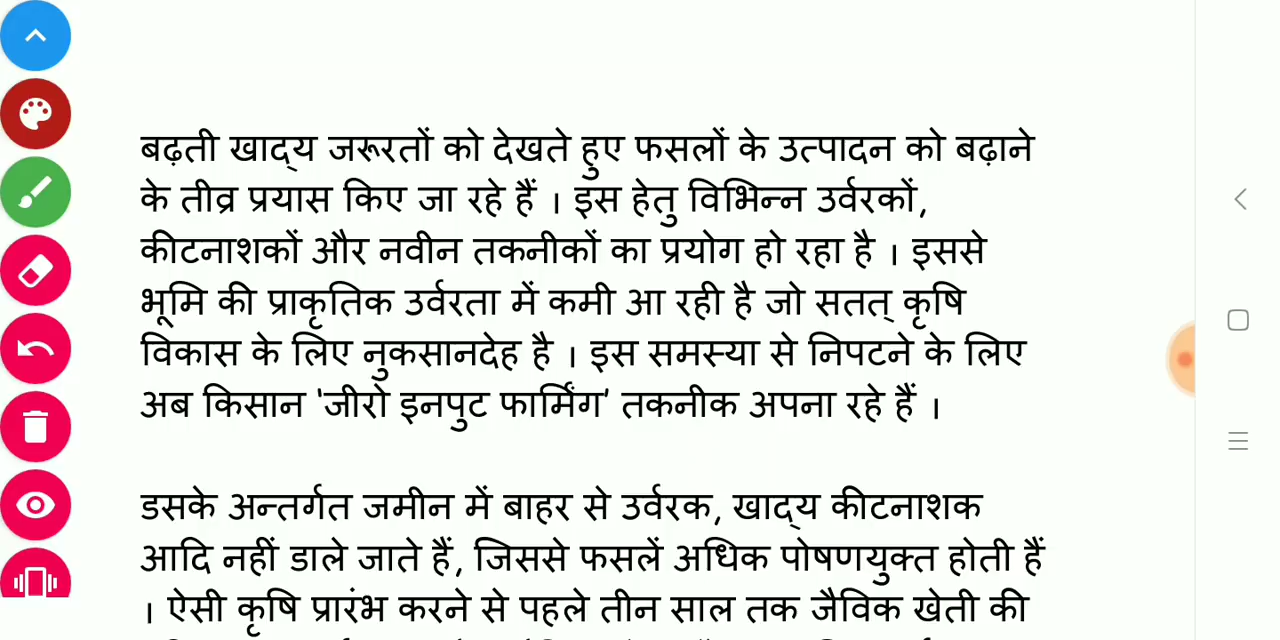 बढ़ती खाद्‍य जरूरतों को देखते हुए फसलों के उत्पादन को बढ़ाने
के तीव्र प्रयास किए जा रहे हैं । इस हेतु विभिन्न उर्वरकों,
कीटनाशकों और नवीन तकनीकों का प्रयोग हो रहा है । इससे
भूमि की प्राकृतिक उर्वरता में कमी आ रही है जो सतत् कृषि
विकास के लिए नुकसानदेह है । इस समस्या से निपटने के लिए
अब किसान 'जीरो इनपुट फार्मिंग’ तकनीक अपना रहे हैं ।
डसके अन्तर्गत जमीन में बाहर से उर्वरक, खाद्‍य कीटनाशक
आदि नहीं डाले जाते हैं, जिससे फसलें अधिक पोषणयुक्त होती हैं
। ऐसी कृषि प्रारंभ करने से पहले तीन साल तक जैविक खेती की